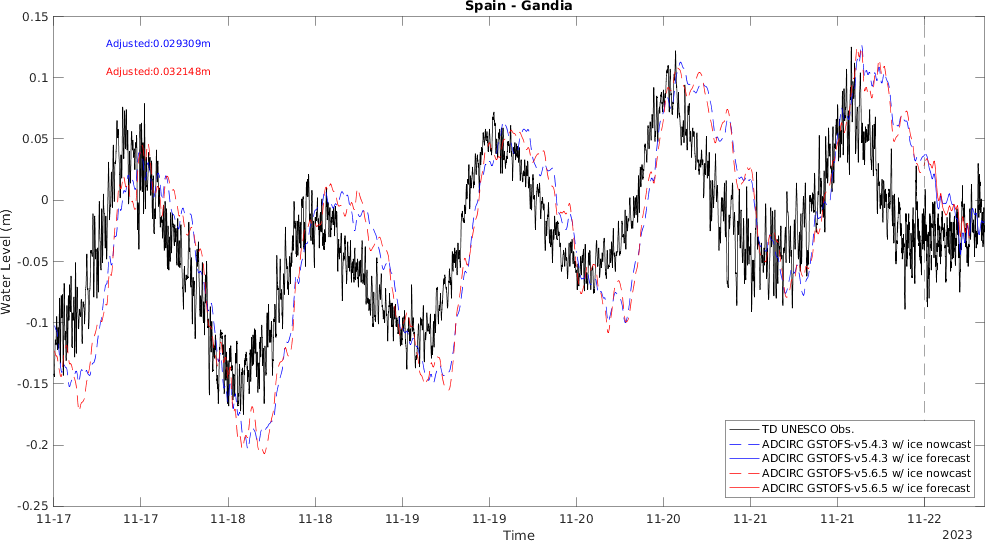 Spain - Gandia
Adjusted:0.029309m
Adjusted:0.032148m
0.15
0.1
0.05
0
-0.05
-0.1
-0.15
-0.2
-0.25
Water Level (m)
TD UNESCO Obs.
ADCIRC GSTOFS-v5.4.3 w/ ice nowcast
ADCIRC GSTOFS-v5.4.3 w/ ice forecast
ADCIRC GSTOFS-v5.6.5 w/ ice nowcast
ADCIRC GSTOFS-v5.6.5 w/ ice forecast
11-17 11-17 11-18 11-18 11-19 11-19 11-20 11-20 11-21 11-21 11-22
Time
2023